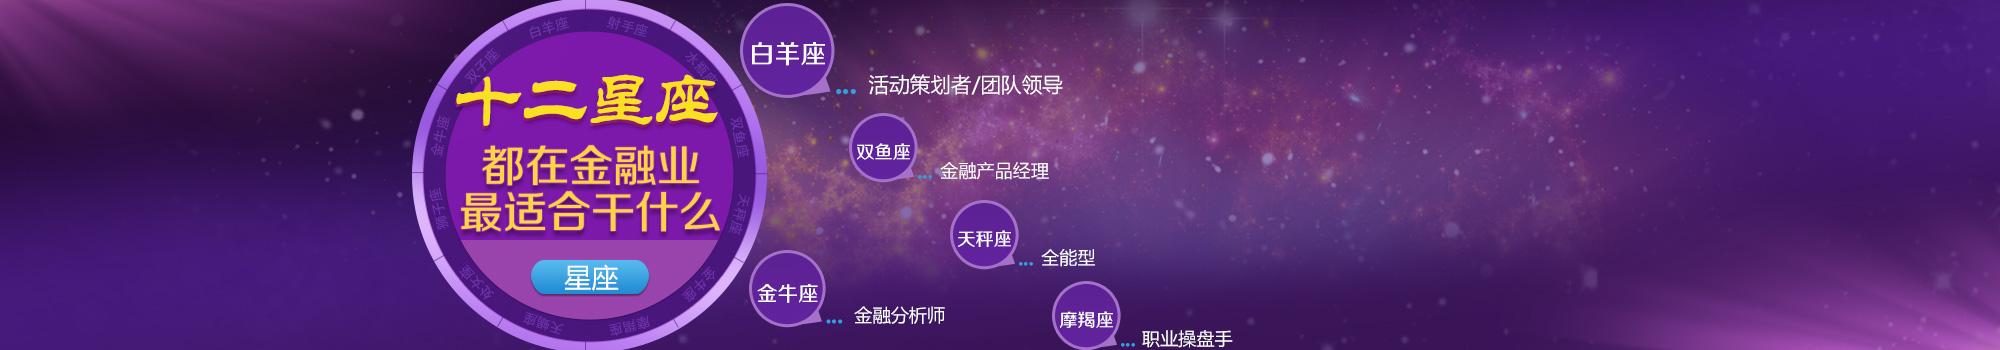 十二星座
都在金融业
最适合干什么
星座
白羊座
射手座
水瓶座
双鱼座
天秤座
金牛座
摩羯座
天蝎座
处女座
狮子座
金牛座
双子座
白羊座
... 活动策划者/团队领导
双鱼座
... 金融产品经理
天秤座
... 全能型
金牛座
... 金融分析师
摩羯座
... 职业操盘手